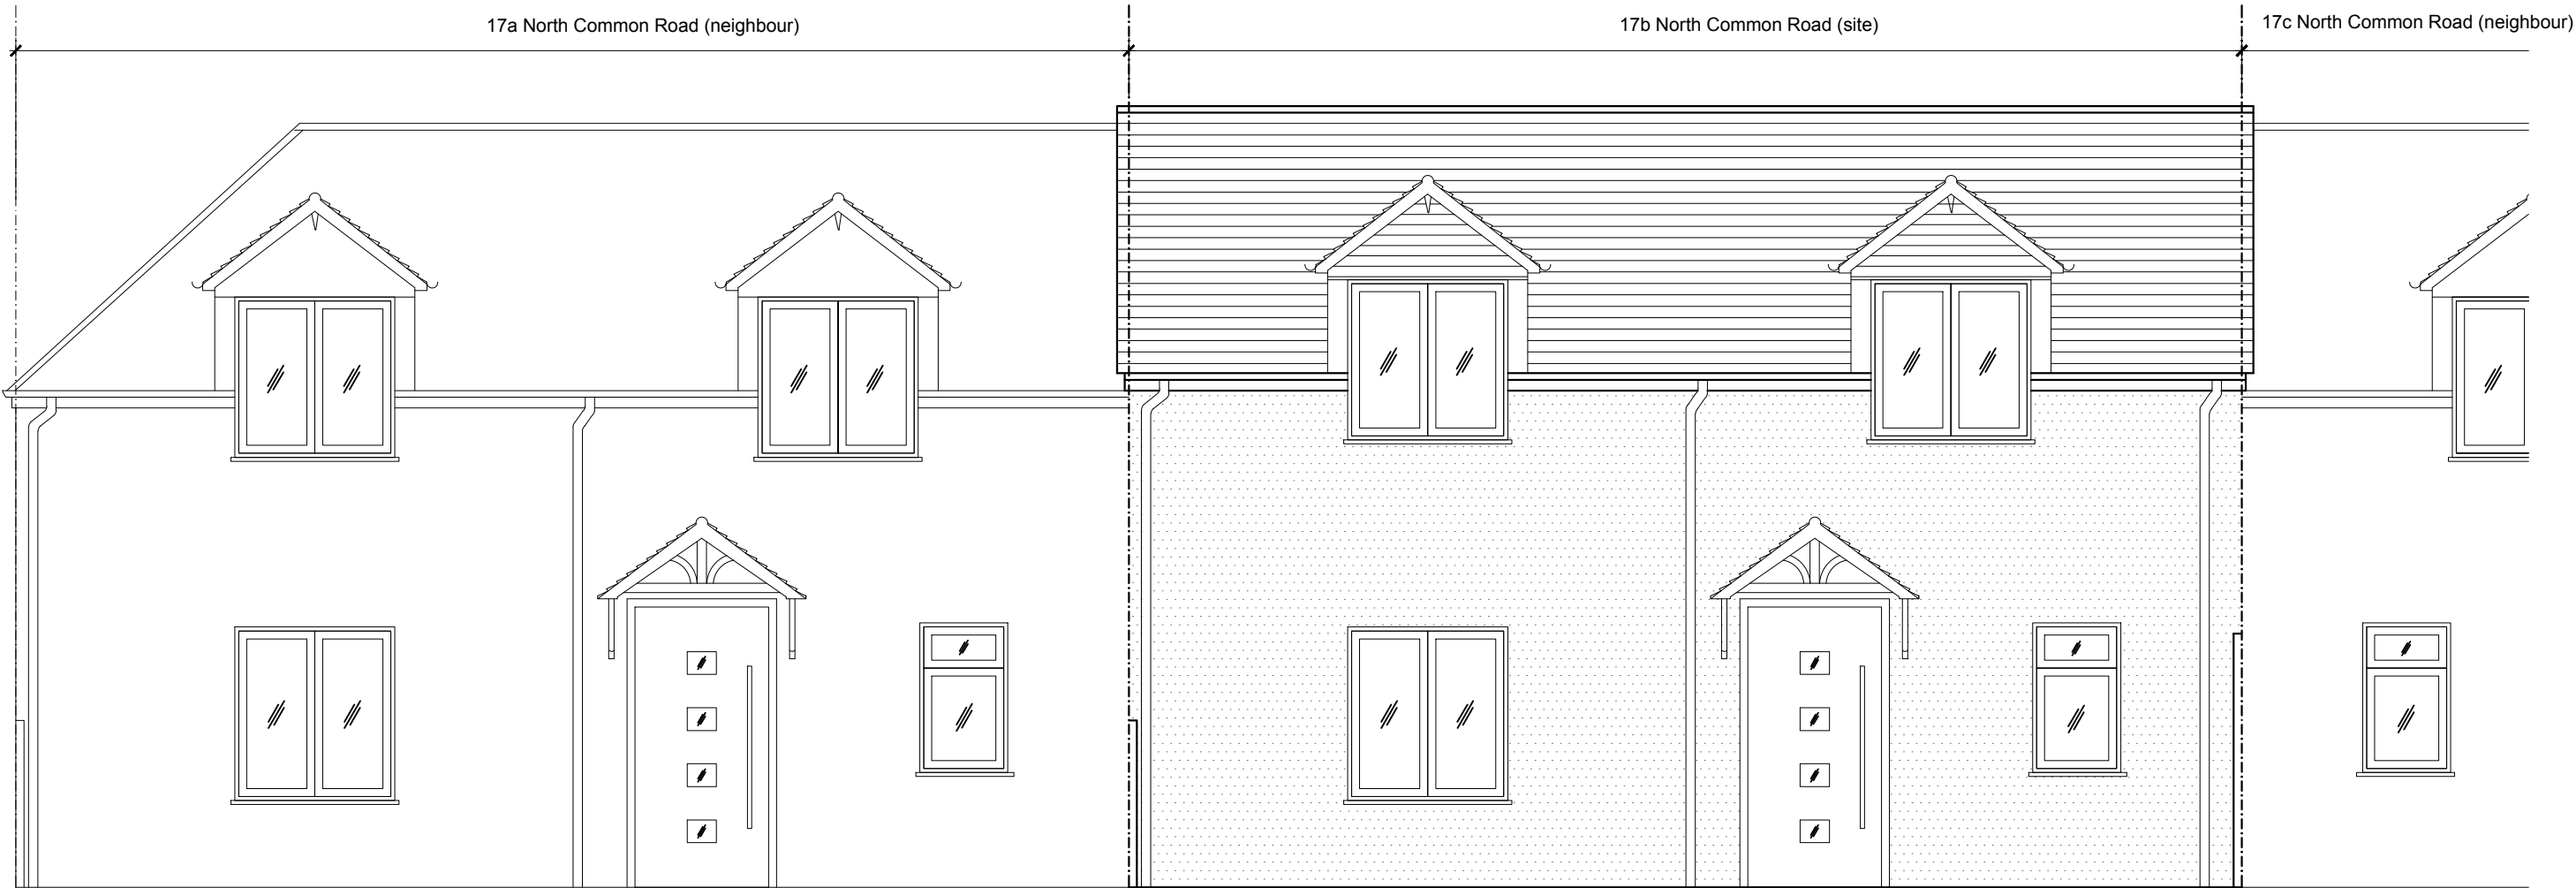 17a North Common Road (neighbour)
17b North Common Road (site)
17c North Common Road (neighbour)